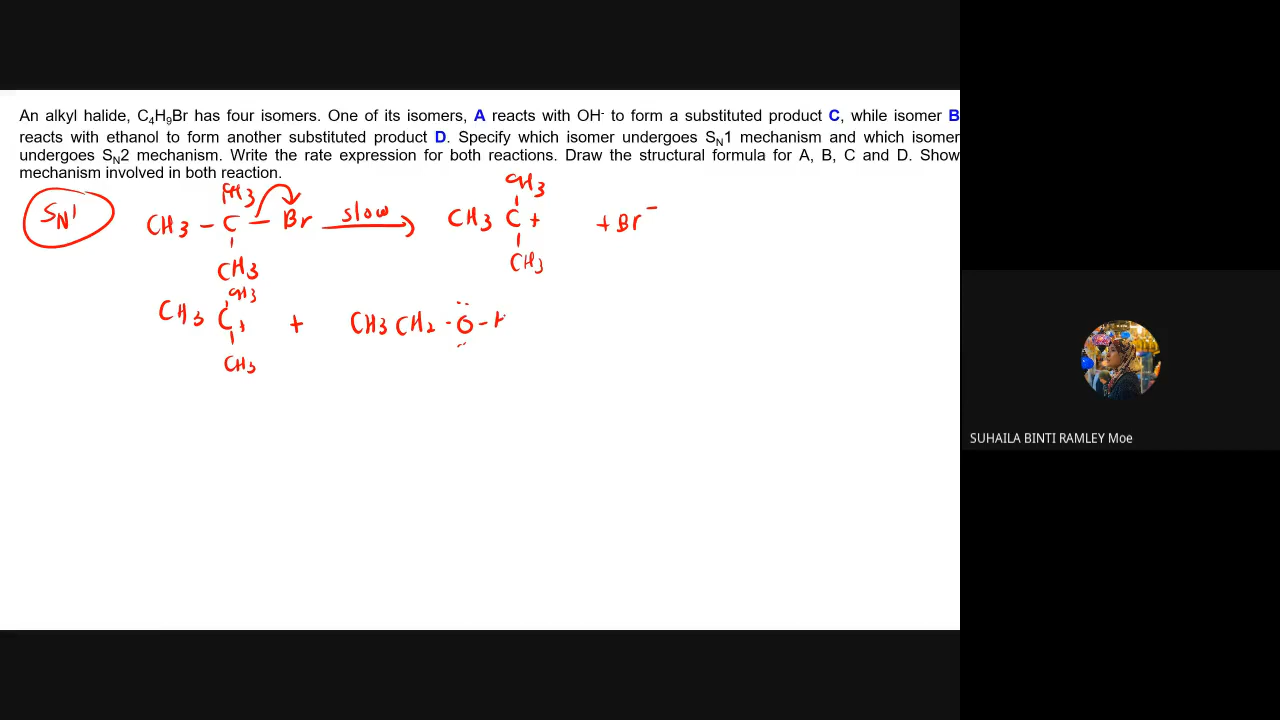 An alkyl halide, C₄H₉Br has four isomers. One of its isomers, A reacts with OH⁻ to form a substituted product C, while isomer B
reacts with ethanol to form another substituted product D. Specify which isomer undergoes SN1 mechanism and which isomer
undergoes SN2 mechanism. Write the rate expression for both reactions. Draw the structural formula for A, B, C and D. Show
mechanism involved in both reaction.
CH3 CH3
SN1 CH3 – C – Br slow CH3 C + + Br⁻
CH3 CH3
CH3
CH3 C + + CH3 CH2 - O -
CH3
SUHAILA BINTI RAMLEY Moe